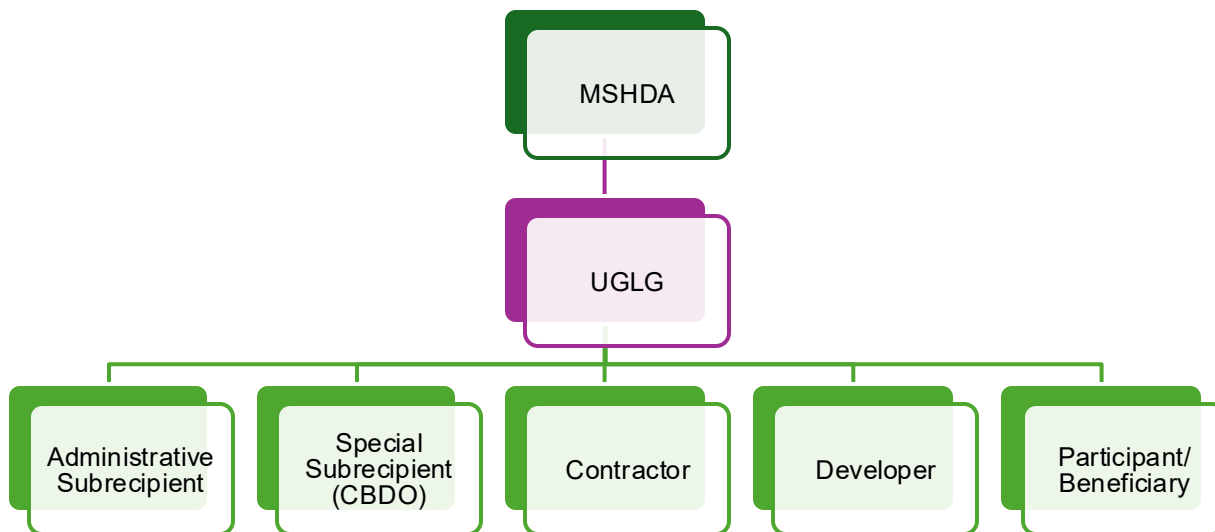 MSHDA
UGLG
Administrative
Subrecipient
Special
Subrecipient
(CBDO)
Contractor
Developer
Participant/
Beneficiary